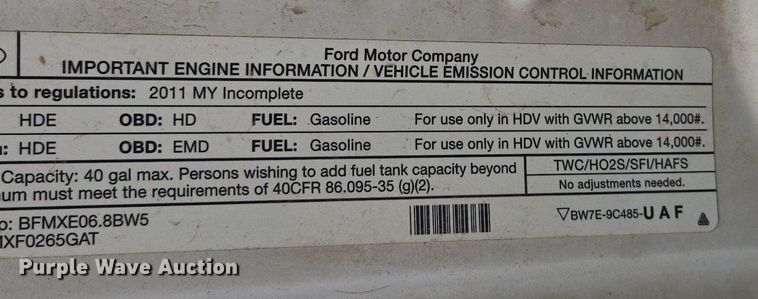 Ford Motor Company
IMPORTANT ENGINE INFORMATION / VEHICLE EMISSION CONTROL INFORMATION
s to regulations: 2011 MY Incomplete
HDE OBD: HD FUEL: Gasoline For use only in HDV with GVWR above 14,000#.
: HDE OBD: EMD FUEL: Gasoline For use only in HDV with GVWR above 14,000#.
Capacity: 40 gal max. Persons wishing to add fuel tank capacity beyond
um must meet the requirements of 40CFR 86.095-35 (g)(2).
TWC/HO2S/SFI/HAFS
No adjustments needed.
p: BFMXE06.8BW5
MXF0265GAT
▽BW7E-9C485-UAF
Purple Wave Auction